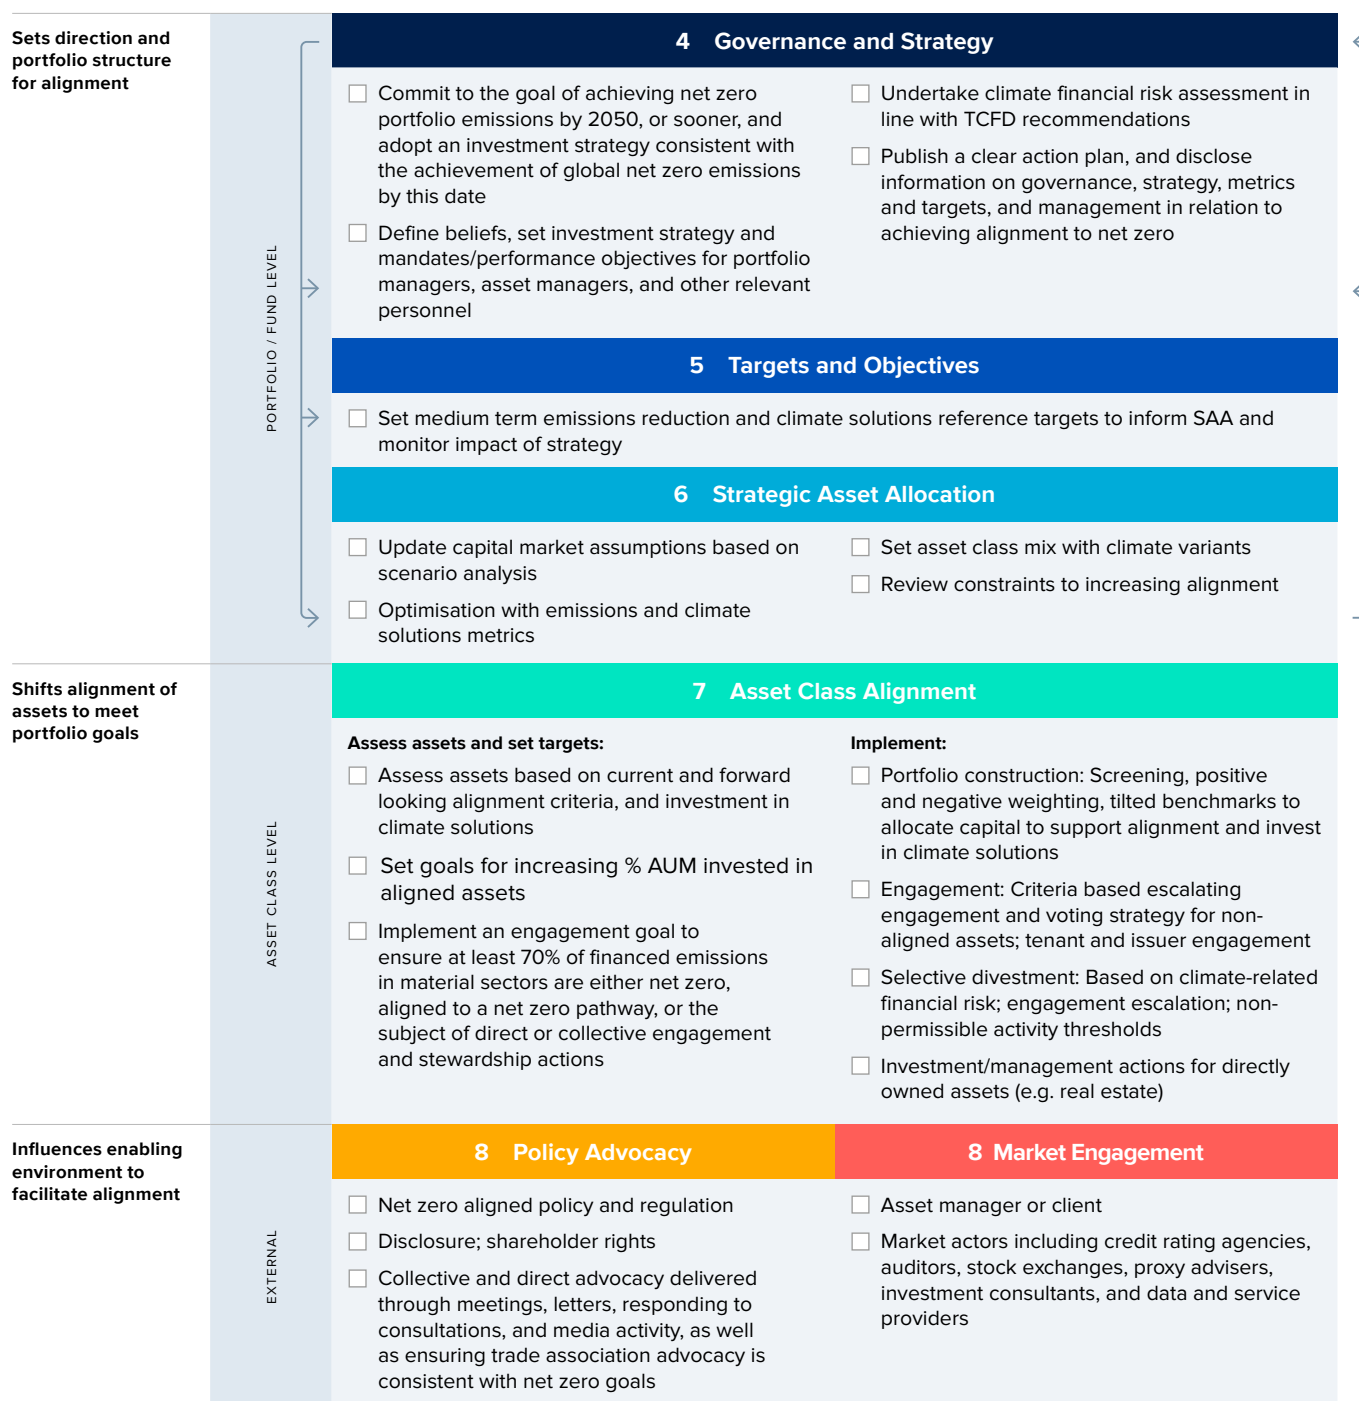 Sets direction and
portfolio structure
for alignment
PORTFOLIO / FUND LEVEL
4 Governance and Strategy
Commit to the goal of achieving net zero
portfolio emissions by 2050, or sooner, and
adopt an investment strategy consistent with
the achievement of global net zero emissions
by this date
Define beliefs, set investment strategy and
mandates/performance objectives for portfolio
managers, asset managers, and other relevant
personnel
Undertake climate financial risk assessment in
line with TCFD recommendations
Publish a clear action plan, and disclose
information on governance, strategy, metrics
and targets, and management in relation to
achieving alignment to net zero
5 Targets and Objectives
Set medium term emissions reduction and climate solutions reference targets to inform SAA and
monitor impact of strategy
6 Strategic Asset Allocation
Update capital market assumptions based on
scenario analysis
Optimisation with emissions and climate
solutions metrics
Set asset class mix with climate variants
Review constraints to increasing alignment
Shifts alignment of
assets to meet
portfolio goals
ASSET CLASS LEVEL
7 Asset Class Alignment
Assess assets and set targets:
Assess assets based on current and forward
looking alignment criteria, and investment in
climate solutions
Set goals for increasing % AUM invested in
aligned assets
Implement an engagement goal to
ensure at least 70% of financed emissions
in material sectors are either net zero,
aligned to a net zero pathway, or the
subject of direct or collective engagement
and stewardship actions
Implement:
Portfolio construction: Screening, positive
and negative weighting, tilted benchmarks to
allocate capital to support alignment and invest
in climate solutions
Engagement: Criteria based escalating
engagement and voting strategy for non-
aligned assets; tenant and issuer engagement
Selective divestment: Based on climate-related
financial risk; engagement escalation; non-
permissible activity thresholds
Investment/management actions for directly
owned assets (e.g. real estate)
Influences enabling
environment to
facilitate alignment
EXTERNAL
8 Policy Advocacy
Net zero aligned policy and regulation
Disclosure; shareholder rights
Collective and direct advocacy delivered
through meetings, letters, responding to
consultations, and media activity, as well
as ensuring trade association advocacy is
consistent with net zero goals
8 Market Engagement
Asset manager or client
Market actors including credit rating agencies,
auditors, stock exchanges, proxy advisers,
investment consultants, and data and service
providers